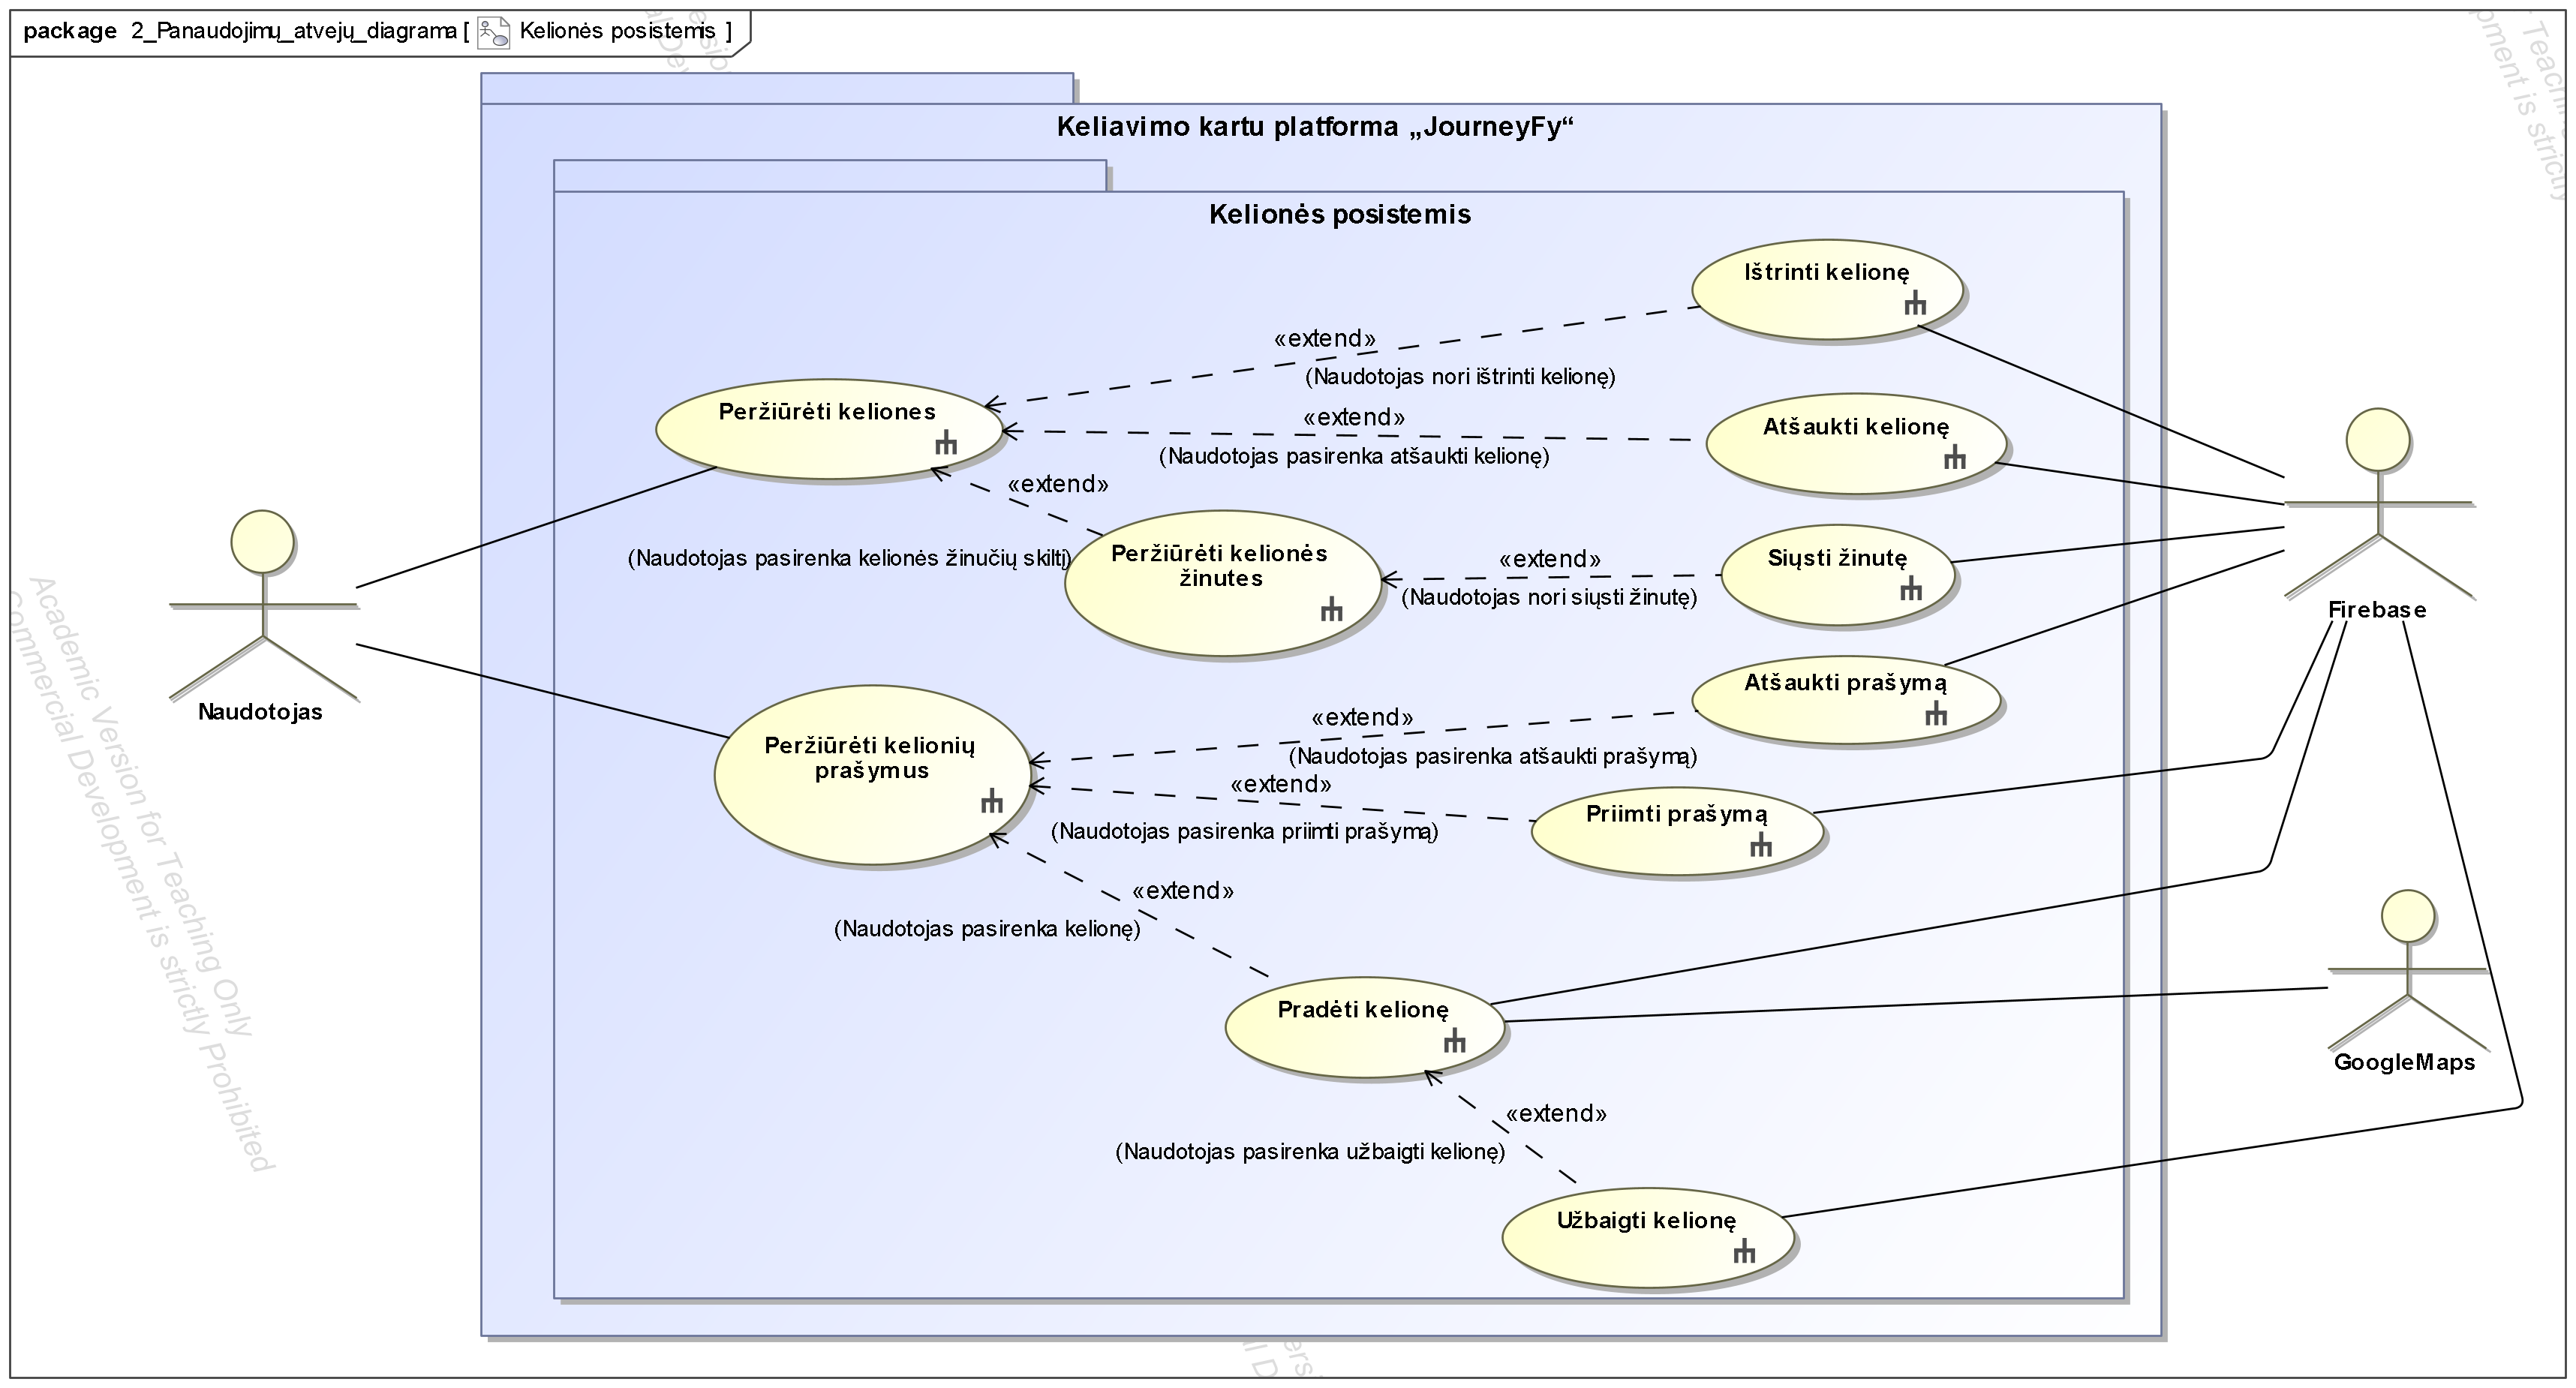 package 2_Panaudojimų_atvejų_diagrama [ Kelionės posistemis ]
Keliavimo kartu platforma „JourneyFy“
Kelionės posistemis
Ištrinti kelionę
«extend»
(Naudotojas nori ištrinti kelionę)
Peržiūrėti keliones
«extend»
Atšaukti kelionę
(Naudotojas pasirenka atšaukti kelionę)
«extend»
(Naudotojas pasirenka kelionės žinučių skiltį)
Peržiūrėti kelionės
žinutes
«extend»
Siųsti žinutę
(Naudotojas nori siųsti žinutę)
Firebase
Naudotojas
Atšaukti prašymą
«extend»
(Naudotojas pasirenka atšaukti prašymą)
Peržiūrėti kelionių
prašymus
«extend»
Priimti prašymą
(Naudotojas pasirenka priimti prašymą)
«extend»
(Naudotojas pasirenka kelionę)
Pradėti kelionę
GoogleMaps
«extend»
(Naudotojas pasirenka užbaigti kelionę)
Užbaigti kelionę
Academic Version for Teaching Only
Commercial Development is strictly Prohibited